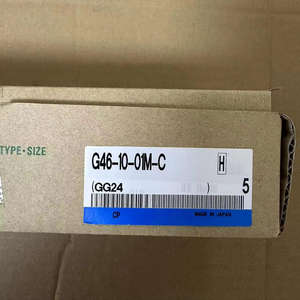 TYPE・SIZE
G46-10-01M-C H
(GG24 ) 5
CP MADE IN JAPAN